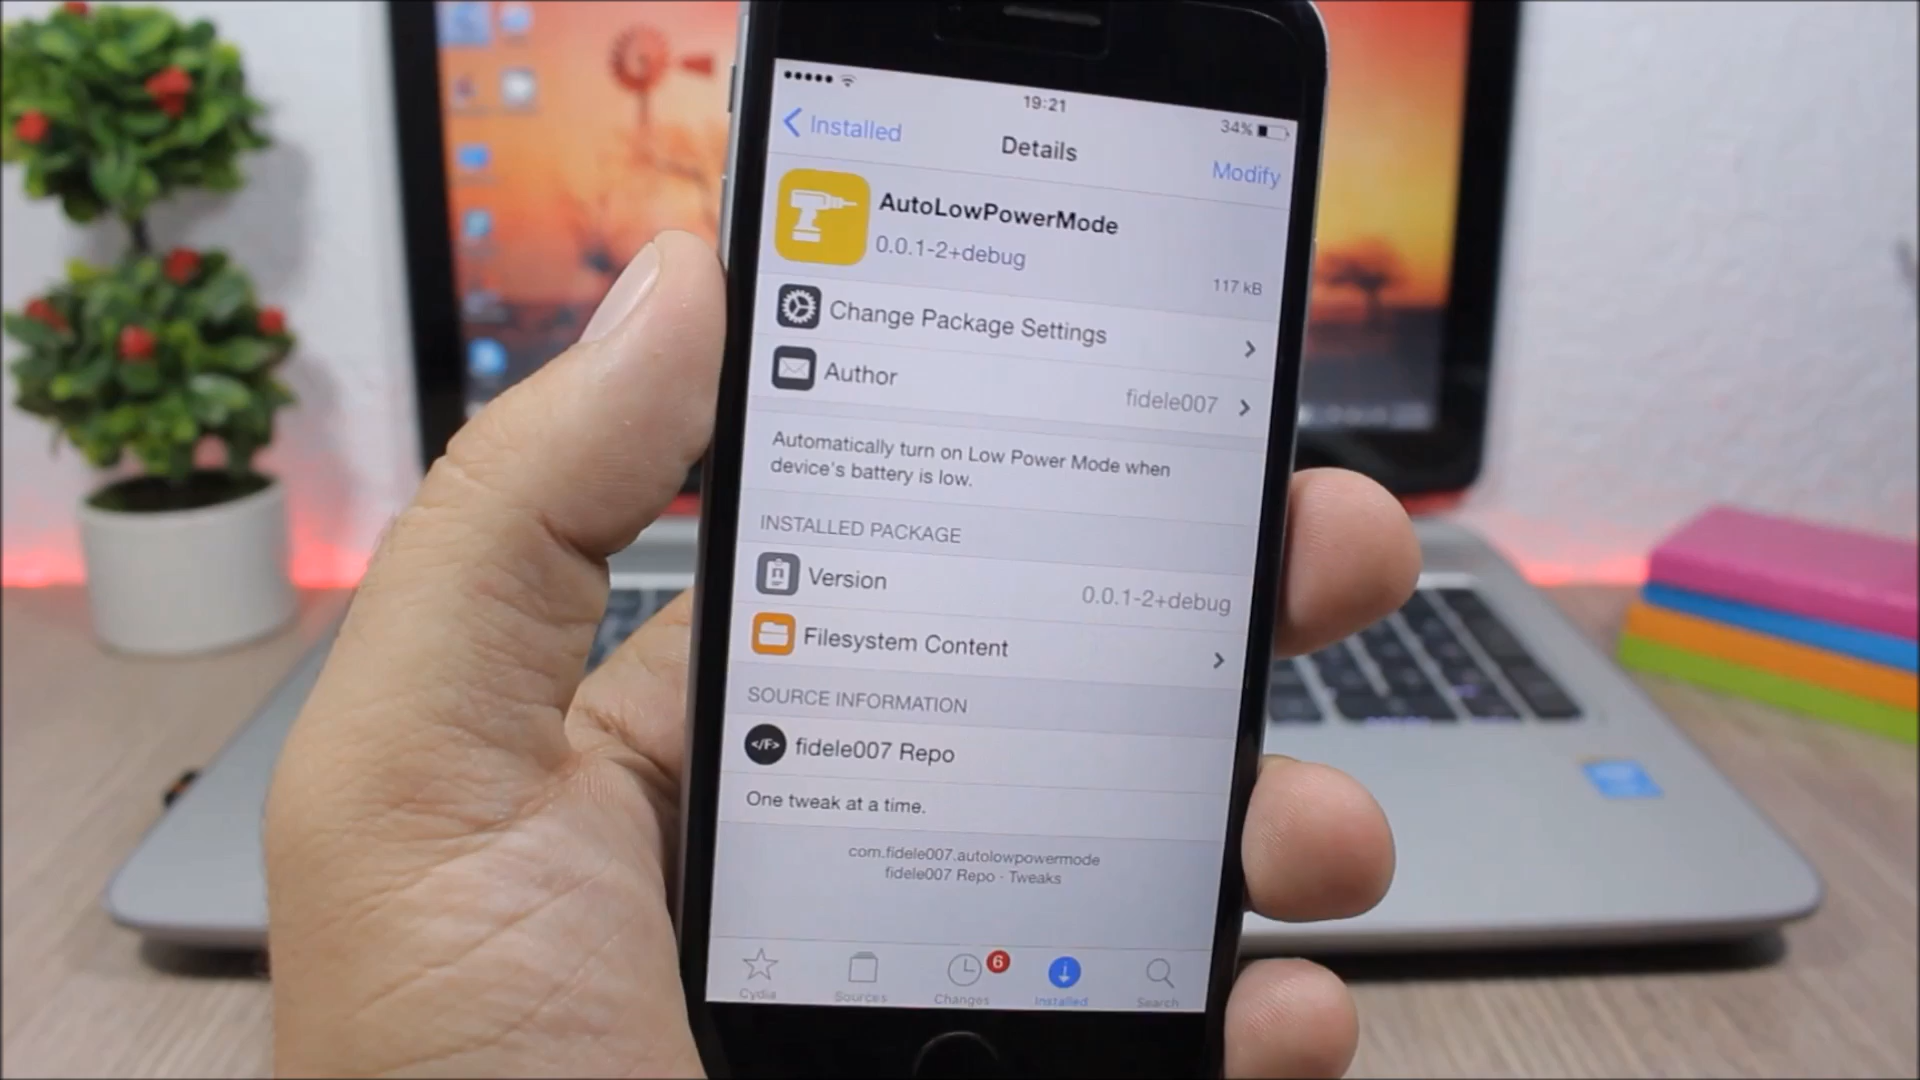 19:21
34%
Installed
Details
Modify
AutoLowPowerMode
0.0.1-2+debug
117 kB
Change Package Settings
Author
fidele007
Automatically turn on Low Power Mode when
device's battery is low.
INSTALLED PACKAGE
Version
0.0.1-2+debug
Filesystem Content
SOURCE INFORMATION
</F>
fidele007 Repo
One tweak at a time.
com.fidele007.autolowpowermode
fidele007 Repo - Tweaks
6
Cydia
Sources
Changes
Installed
Search